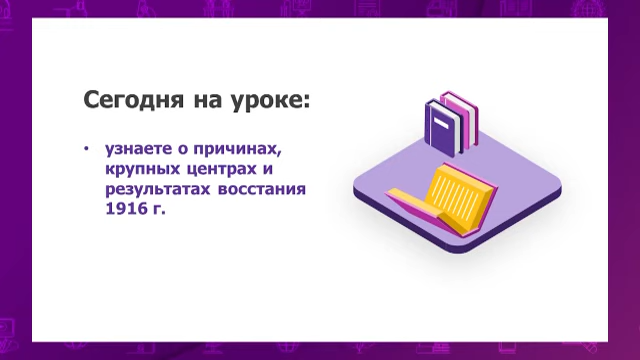 Сегодня на уроке:
• узнаете о причинах,
крупных центрах и
результатах восстания
1916 г.